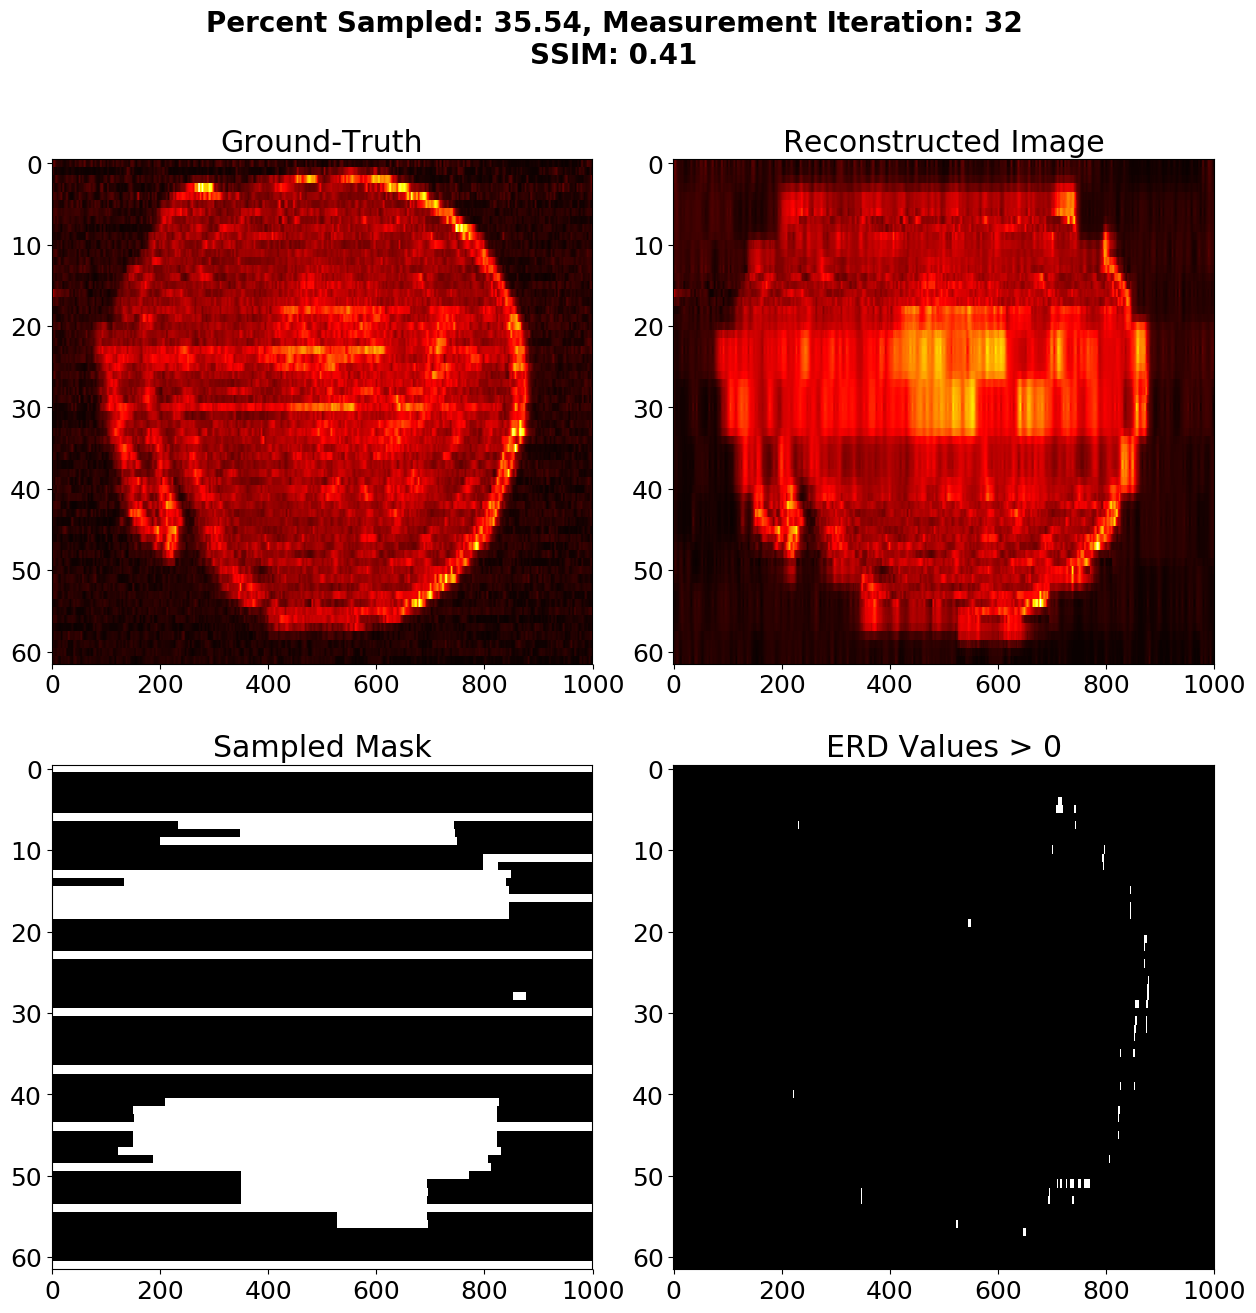 Percent Sampled: 35.54, Measurement Iteration: 32
SSIM: 0.41
Ground-Truth
Reconstructed Image
0
10
20
30
40
50
60
0 200 400 600 800 1000
0
10
20
30
40
50
60
0 200 400 600 800 1000
Sampled Mask
ERD Values > 0
0
10
20
30
40
50
60
0 200 400 600 800 1000
0
10
20
30
40
50
60
0 200 400 600 800 1000